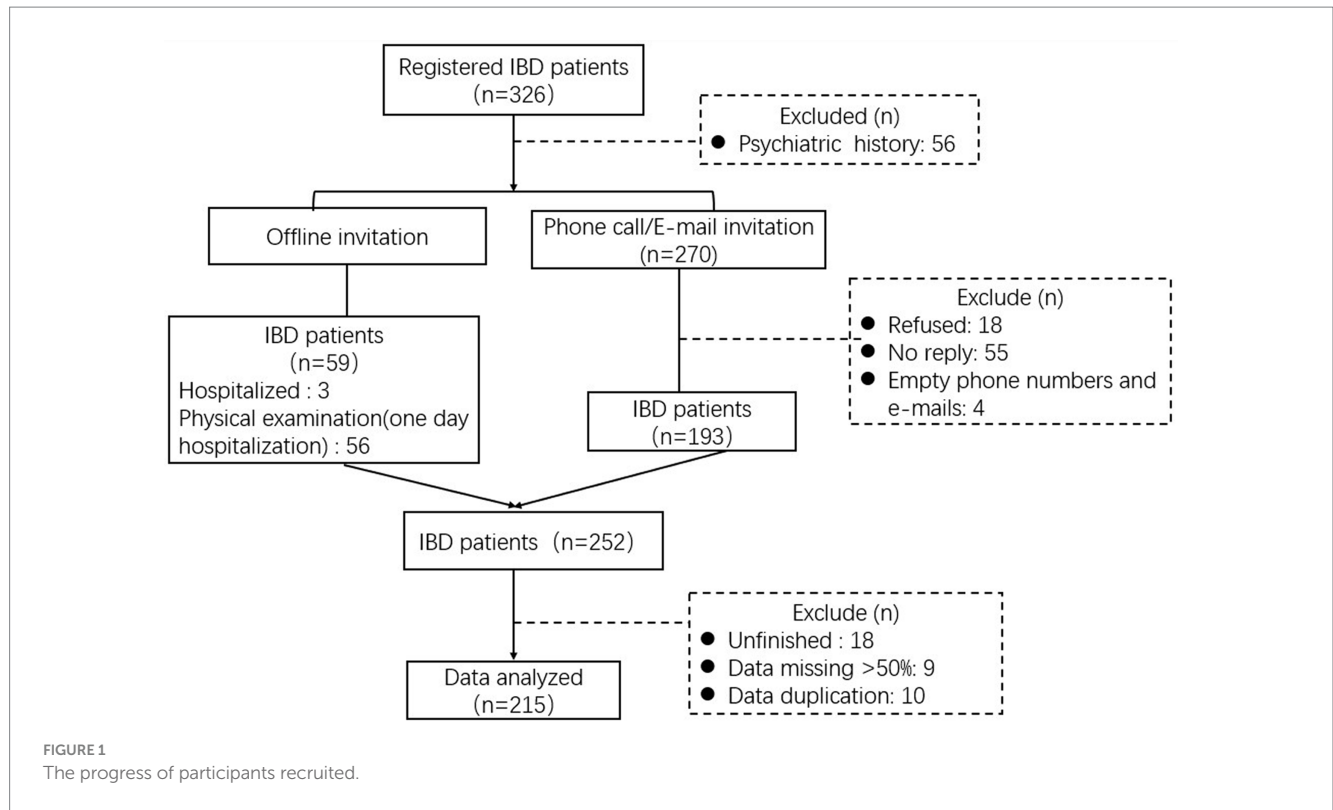 Registered IBD patients
(n=326)
Excluded (n)
● Psychiatric history: 56
Offline invitation
Phone call/E-mail invitation
(n=270)
IBD patients
(n=59)
Hospitalized : 3
Physical examination(one day
hospitalization) : 56
Exclude (n)
● Refused: 18
● No reply: 55
● Empty phone numbers and
e-mails: 4
IBD patients
(n=193)
IBD patients (n=252)
Exclude (n)
● Unfinished : 18
● Data missing >50%: 9
● Data duplication: 10
Data analyzed
(n=215)
FIGURE 1
The progress of participants recruited.